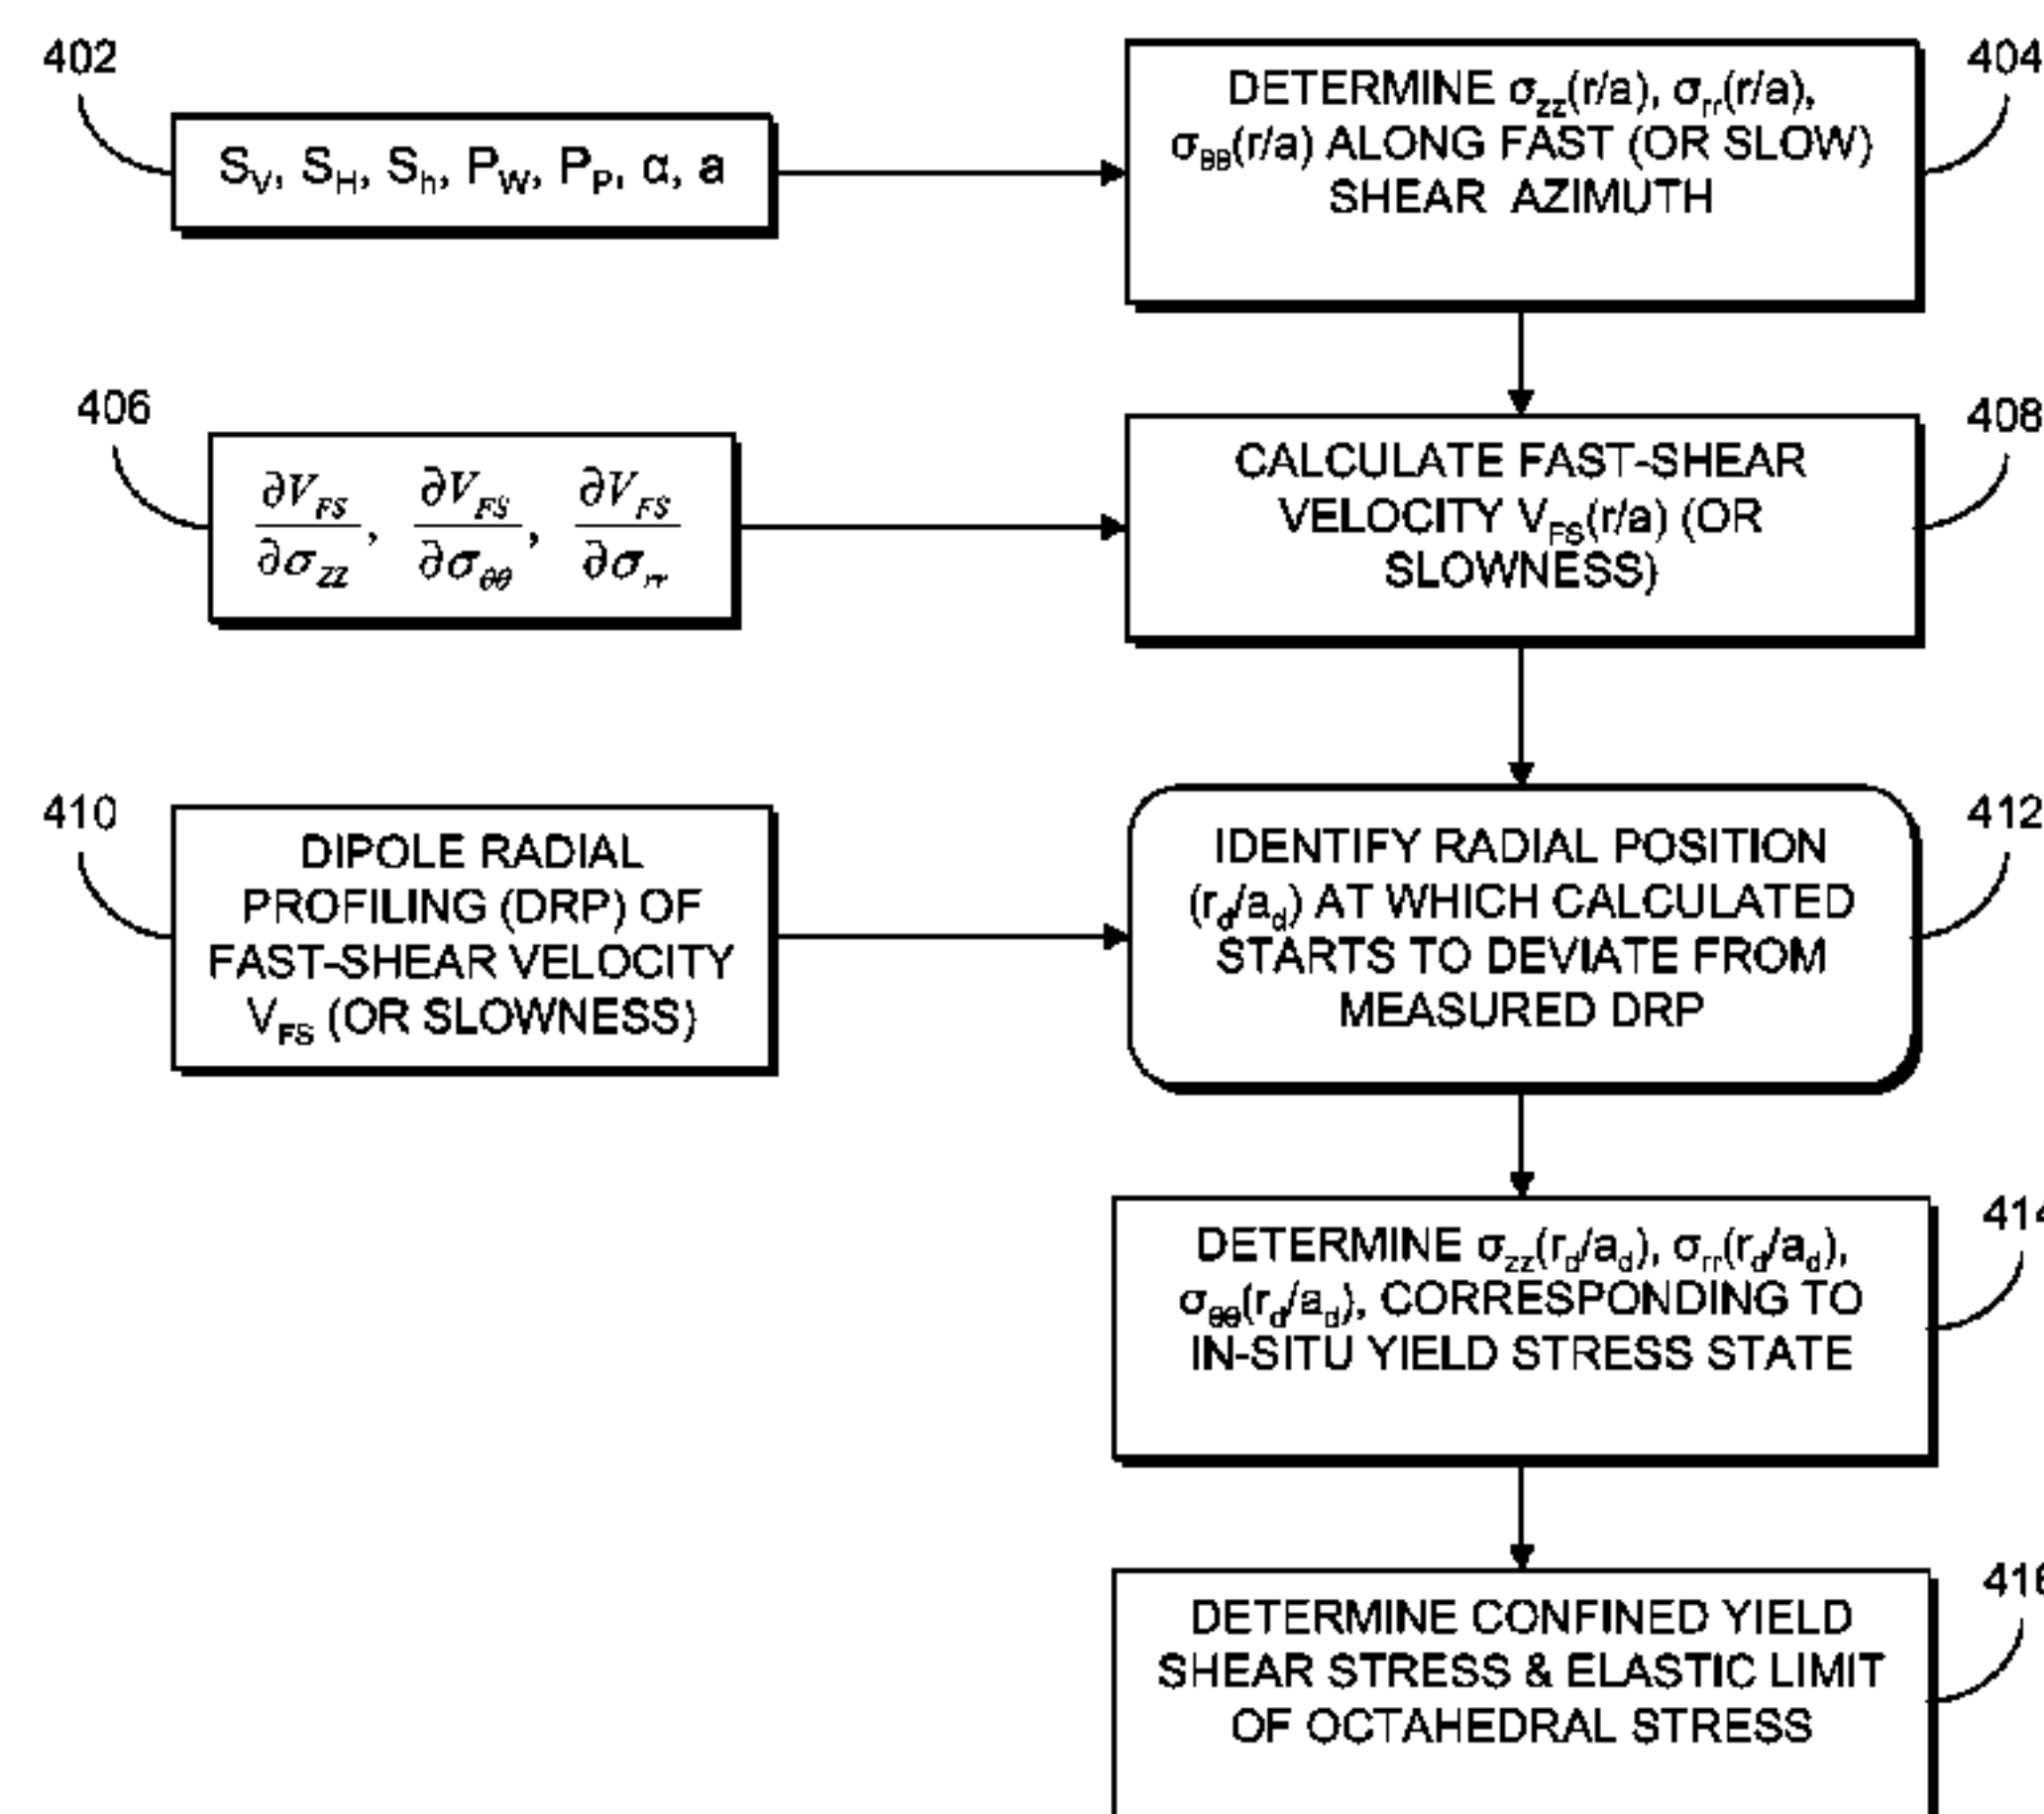 402
S_V, S_H, S_h, P_W, P_P, α, a
404
DETERMINE σ_zz(r/a), σ_rr(r/a),
σ_θθ(r/a) ALONG FAST (OR SLOW)
SHEAR AZIMUTH
406
∂V_FS/∂σ_ZZ, ∂V_FS/∂σ_θθ, ∂V_FS/∂σ_rr
408
CALCULATE FAST-SHEAR
VELOCITY V_FS(r/a) (OR
SLOWNESS)
410
DIPOLE RADIAL
PROFILING (DRP) OF
FAST-SHEAR VELOCITY
V_FS (OR SLOWNESS)
412
IDENTIFY RADIAL POSITION
(r_d/a_d) AT WHICH CALCULATED
STARTS TO DEVIATE FROM
MEASURED DRP
414
DETERMINE σ_zz(r_d/a_d), σ_rr(r_d/a_d),
σ_θθ(r_d/a_d), CORRESPONDING TO
IN-SITU YIELD STRESS STATE
416
DETERMINE CONFINED YIELD
SHEAR STRESS & ELASTIC LIMIT
OF OCTAHEDRAL STRESS